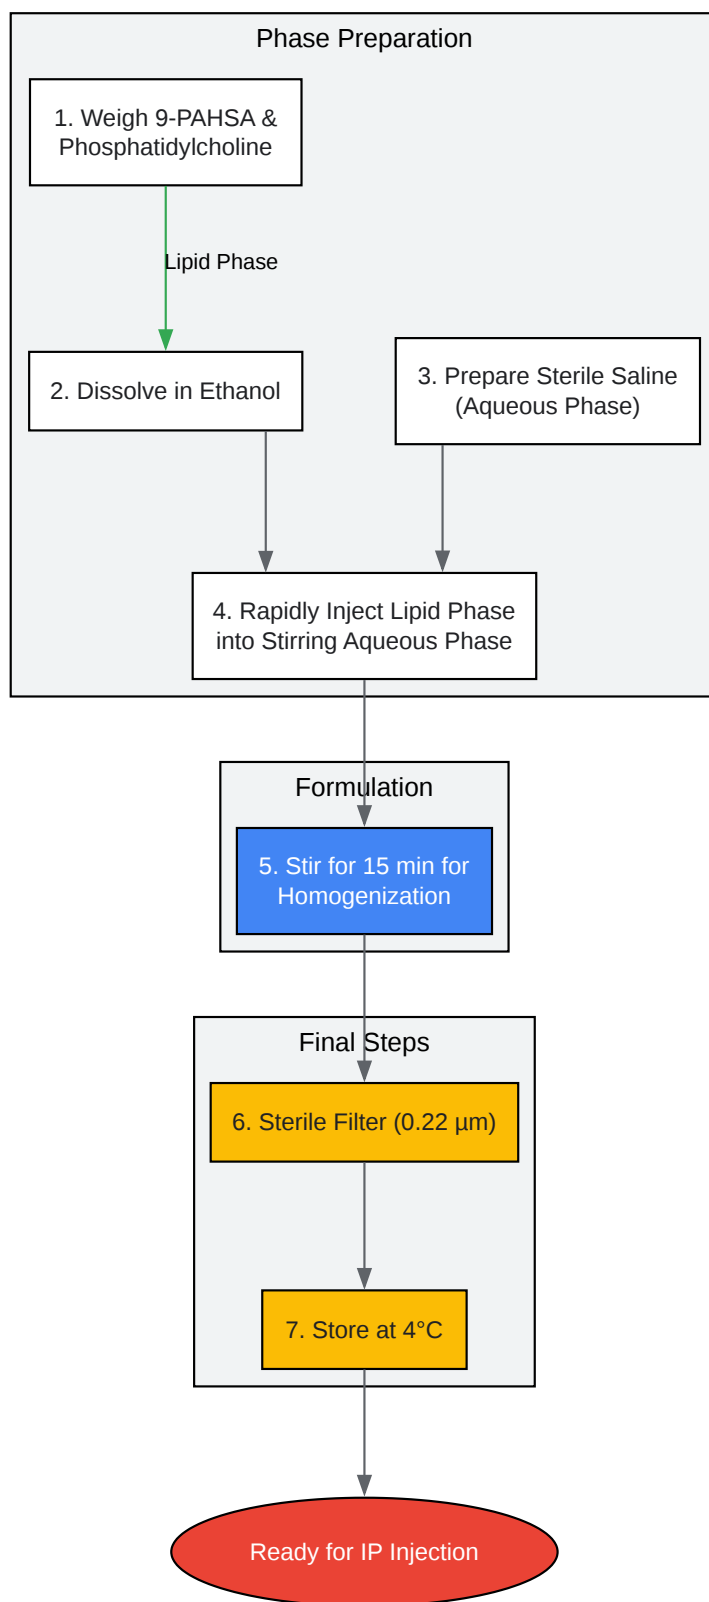 Phase Preparation
1. Weigh 9-PAHSA &
Phosphatidylcholine
Lipid Phase
2. Dissolve in Ethanol
3. Prepare Sterile Saline
(Aqueous Phase)
4. Rapidly Inject Lipid Phase
into Stirring Aqueous Phase
Formulation
5. Stir for 15 min for
Homogenization
Final Steps
6. Sterile Filter (0.22 µm)
7. Store at 4°C
Ready for IP Injection